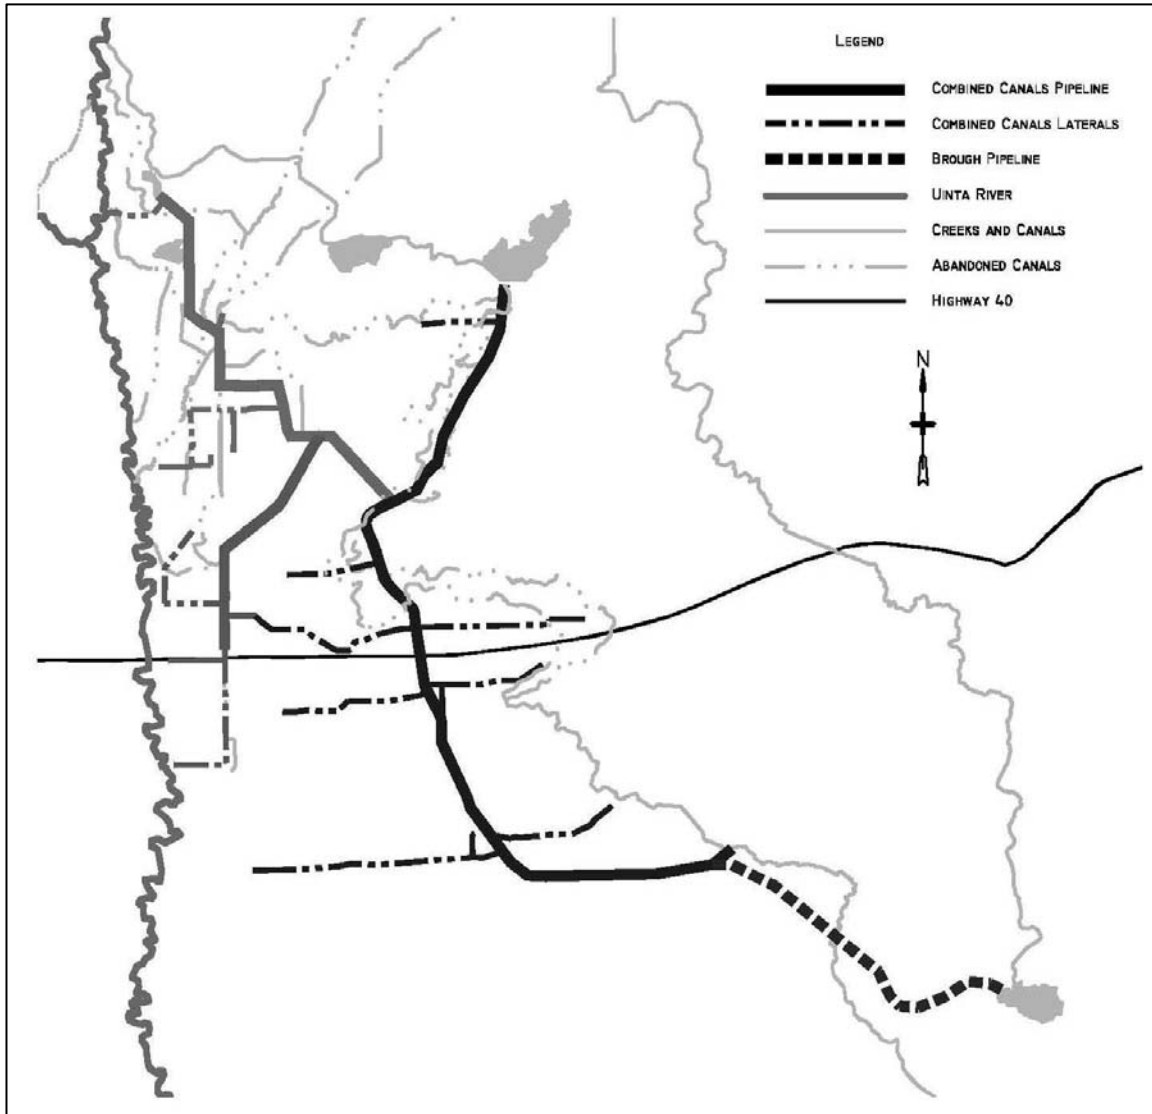 LEGEND
COMBINED CANALS PIPELINE
COMBINED CANALS LATERALS
BROUGH PIPELINE
UINTA RIVER
CREEKS AND CANALS
ABANDONED CANALS
HIGHWAY 40
N